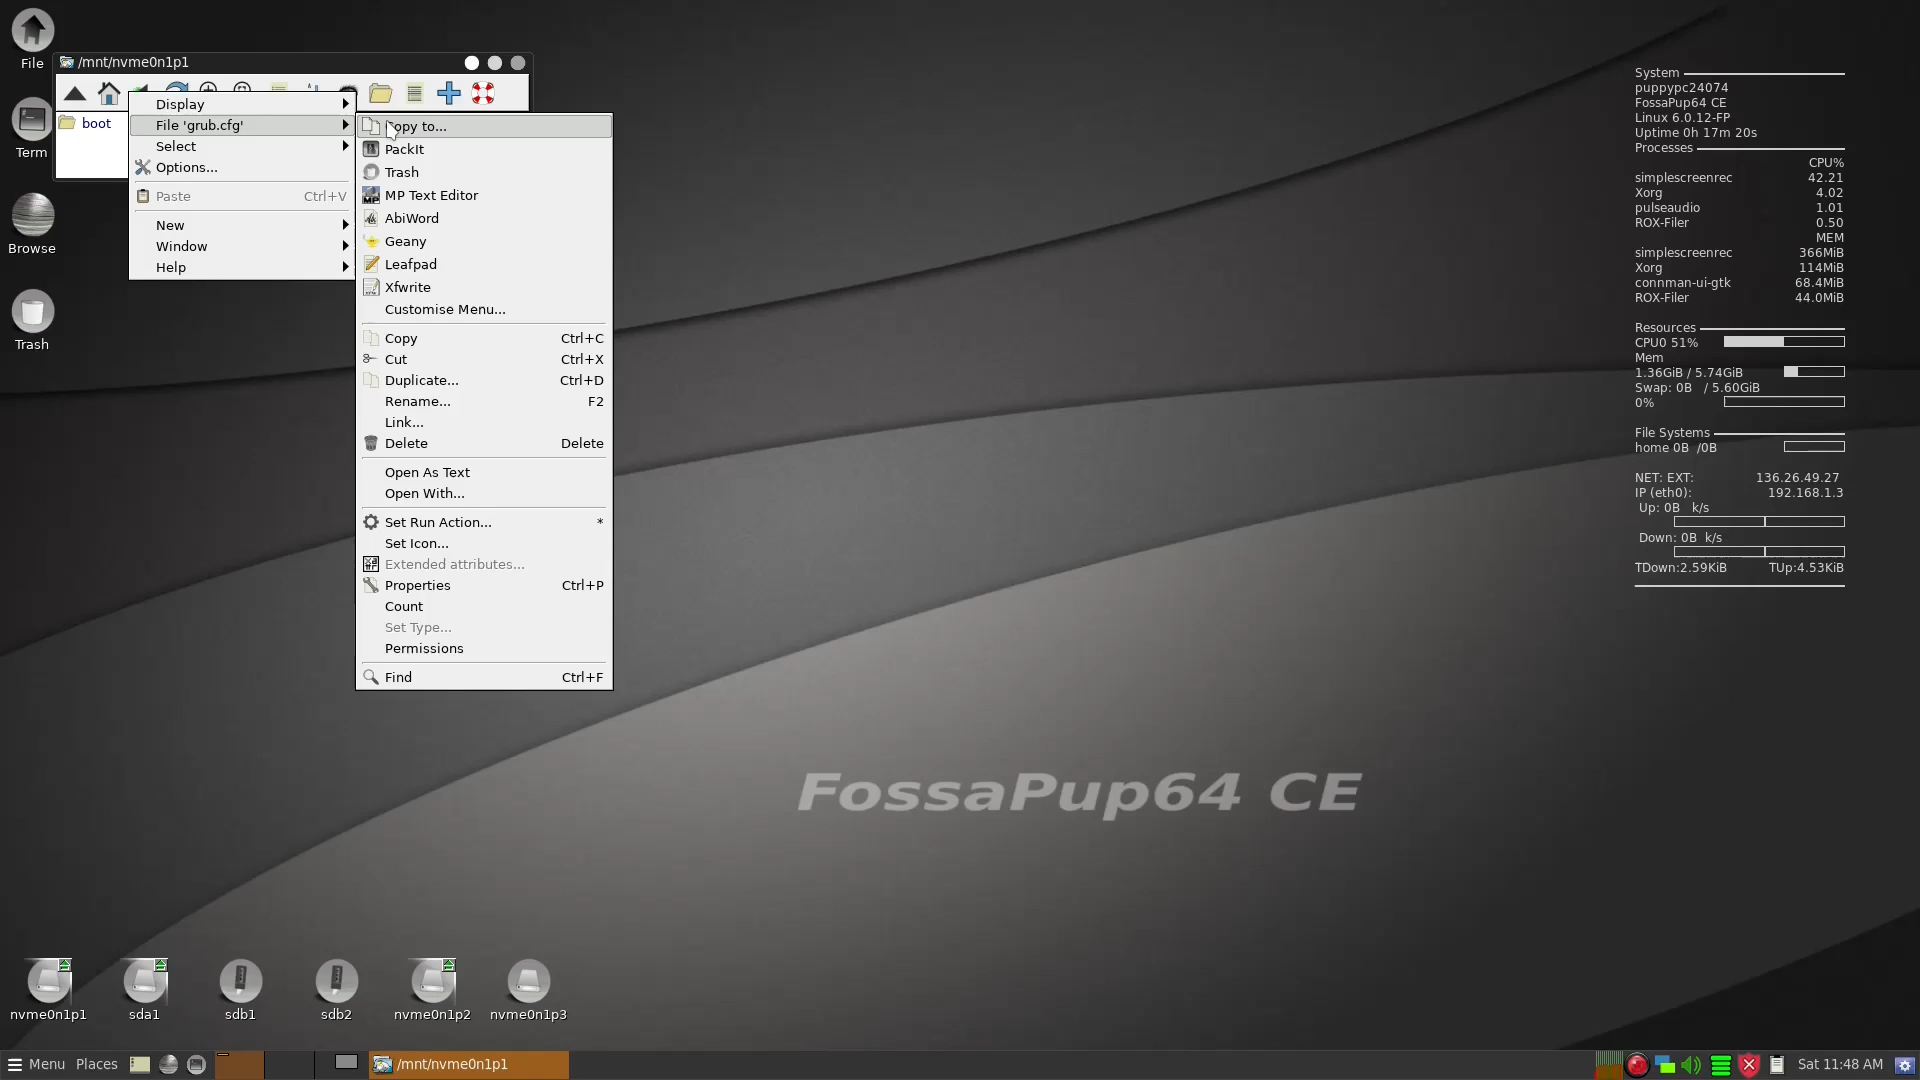 File
Term
Browse
Trash
/mnt/nvme0n1p1
boot
Display
File 'grub.cfg'
Select
Options...
Paste Ctrl+V
New
Window
Help
opy to...
PackIt
Trash
MP Text Editor
AbiWord
Geany
Leafpad
Xfwrite
Customise Menu...
Copy Ctrl+C
Cut Ctrl+X
Duplicate... Ctrl+D
Rename... F2
Link...
Delete Delete
Open As Text
Open With...
Set Run Action... *
Set Icon...
Extended attributes...
Properties Ctrl+P
Count
Set Type...
Permissions
Find Ctrl+F
System
puppypc24074
FossaPup64 CE
Linux 6.0.12-FP
Uptime 0h 17m 20s
Processes
CPU%
simplescreenrec 42.21
Xorg 4.02
pulseaudio 1.01
ROX-Filer 0.50
MEM
simplescreenrec 366MiB
Xorg 114MiB
connman-ui-gtk 68.4MiB
ROX-Filer 44.0MiB
Resources
CPU0 51%
Mem
1.36GiB / 5.74GiB
Swap: 0B / 5.60GiB
0%
File Systems
home 0B /0B
NET: EXT: 136.26.49.27
IP (eth0): 192.168.1.3
Up: 0B k/s
Down: 0B k/s
TDown:2.59KiB TUp:4.53KiB
FossaPup64 CE
nvme0n1p1 sda1 sdb1 sdb2 nvme0n1p2 nvme0n1p3
Menu Places /mnt/nvme0n1p1 Sat 11:48 AM